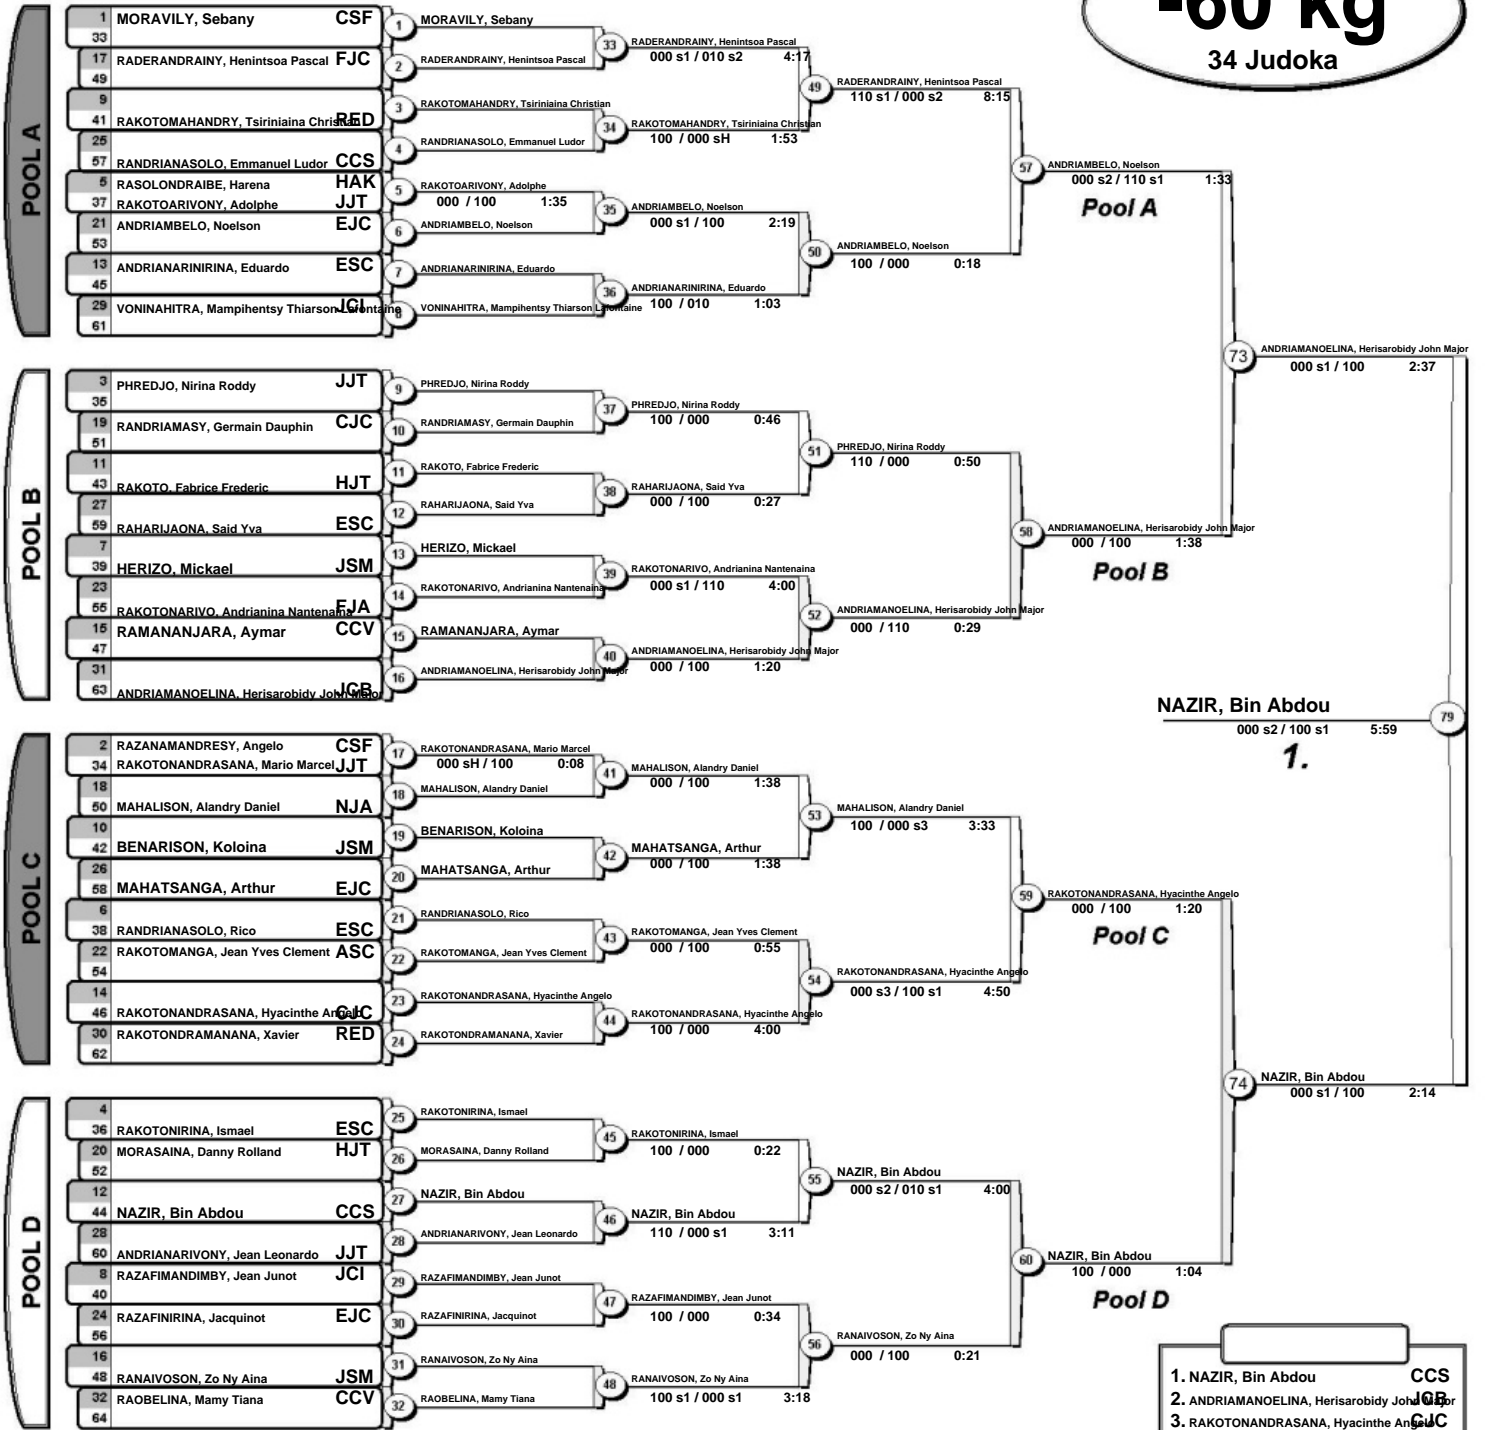 -60 kg
34 Judoka
POOL A
1 MORAVILY, Sebany CSF
33
17 RADERANDRAINY, Henintsoa Pascal FJC
49
9
41 RAKOTOMAHANDRY, Tsiriniaina Christian RED
25
57 RANDRIANASOLO, Emmanuel Ludor CCS
5 RASOLONDRAIBE, Harena HAK
37 RAKOTOARIVONY, Adolphe JJT
21 ANDRIAMBELO, Noelson EJC
53
13 ANDRIANARINIRINA, Eduardo ESC
45
29 VONINAHITRA, Mampihentsy Thiarson Lafontaine JCI
61
1 MORAVILY, Sebany
2 RADERANDRAINY, Henintsoa Pascal
3 RAKOTOMAHANDRY, Tsiriniaina Christian
4 RANDRIANASOLO, Emmanuel Ludor
5 RAKOTOARIVONY, Adolphe
000 / 100 1:35
6 ANDRIAMBELO, Noelson
7 ANDRIANARINIRINA, Eduardo
8 VONINAHITRA, Mampihentsy Thiarson Lafontaine
33 RADERANDRAINY, Henintsoa Pascal
000 s1 / 010 s2 4:17
34 RAKOTOMAHANDRY, Tsiriniaina Christian
100 / 000 sH 1:53
35 ANDRIAMBELO, Noelson
000 s1 / 100 2:19
36 ANDRIANARINIRINA, Eduardo
100 / 010 1:03
49 RADERANDRAINY, Henintsoa Pascal
110 s1 / 000 s2 8:15
50 ANDRIAMBELO, Noelson
100 / 000 0:18
57 ANDRIAMBELO, Noelson
000 s2 / 110 s1 1:33
Pool A
POOL B
3 PHREDJO, Nirina Roddy JJT
35
19 RANDRIAMASY, Germain Dauphin CJC
51
11
43 RAKOTO, Fabrice Frederic HJT
27
59 RAHARIJAONA, Said Yva ESC
7
39 HERIZO, Mickael JSM
23
55 RAKOTONARIVO, Andrianina Nantenaina FJA
15 RAMANANJARA, Aymar CCV
47
31
63 ANDRIAMANOELINA, Herisarobidy John Major JCB
9 PHREDJO, Nirina Roddy
10 RANDRIAMASY, Germain Dauphin
11 RAKOTO, Fabrice Frederic
12 RAHARIJAONA, Said Yva
13 HERIZO, Mickael
14 RAKOTONARIVO, Andrianina Nantenaina
15 RAMANANJARA, Aymar
16 ANDRIAMANOELINA, Herisarobidy John Major
37 PHREDJO, Nirina Roddy
100 / 000 0:46
38 RAHARIJAONA, Said Yva
000 / 100 0:27
39 RAKOTONARIVO, Andrianina Nantenaina
000 s1 / 110 4:00
40 ANDRIAMANOELINA, Herisarobidy John Major
000 / 100 1:20
51 PHREDJO, Nirina Roddy
110 / 000 0:50
52 ANDRIAMANOELINA, Herisarobidy John Major
000 / 110 0:29
58 ANDRIAMANOELINA, Herisarobidy John Major
000 / 100 1:38
Pool B
73 ANDRIAMANOELINA, Herisarobidy John Major
000 s1 / 100 2:37
NAZIR, Bin Abdou 79
000 s2 / 100 s1 5:59
1.
POOL C
2 RAZANAMANDRESY, Angelo CSF
34 RAKOTONANDRASANA, Mario Marcel JJT
18
50 MAHALISON, Alandry Daniel NJA
10
42 BENARISON, Koloina JSM
26
58 MAHATSANGA, Arthur EJC
6
38 RANDRIANASOLO, Rico ESC
22 RAKOTOMANGA, Jean Yves Clement ASC
54
14
46 RAKOTONANDRASANA, Hyacinthe Angelo CJC
30 RAKOTONDRAMANANA, Xavier RED
62
17 RAKOTONANDRASANA, Mario Marcel
000 sH / 100 0:08
18 MAHALISON, Alandry Daniel
19 BENARISON, Koloina
20 MAHATSANGA, Arthur
21 RANDRIANASOLO, Rico
22 RAKOTOMANGA, Jean Yves Clement
23 RAKOTONANDRASANA, Hyacinthe Angelo
24 RAKOTONDRAMANANA, Xavier
41 MAHALISON, Alandry Daniel
000 / 100 1:38
42 MAHATSANGA, Arthur
000 / 100 1:38
43 RAKOTOMANGA, Jean Yves Clement
000 / 100 0:55
44 RAKOTONANDRASANA, Hyacinthe Angelo
100 / 000 4:00
53 MAHALISON, Alandry Daniel
100 / 000 s3 3:33
54 RAKOTONANDRASANA, Hyacinthe Angelo
000 s3 / 100 s1 4:50
59 RAKOTONANDRASANA, Hyacinthe Angelo
000 / 100 1:20
Pool C
74 NAZIR, Bin Abdou
000 s1 / 100 2:14
POOL D
4
36 RAKOTONIRINA, Ismael ESC
20 MORASAINA, Danny Rolland HJT
52
12
44 NAZIR, Bin Abdou CCS
28
60 ANDRIANARIVONY, Jean Leonardo JJT
8 RAZAFIMANDIMBY, Jean Junot JCI
40
24 RAZAFINIRINA, Jacquinot EJC
56
16
48 RANAIVOSON, Zo Ny Aina JSM
32 RAOBELINA, Mamy Tiana CCV
64
25 RAKOTONIRINA, Ismael
26 MORASAINA, Danny Rolland
27 NAZIR, Bin Abdou
28 ANDRIANARIVONY, Jean Leonardo
29 RAZAFIMANDIMBY, Jean Junot
30 RAZAFINIRINA, Jacquinot
31 RANAIVOSON, Zo Ny Aina
32 RAOBELINA, Mamy Tiana
45 RAKOTONIRINA, Ismael
100 / 000 0:22
46 NAZIR, Bin Abdou
110 / 000 s1 3:11
47 RAZAFIMANDIMBY, Jean Junot
100 / 000 0:34
48 RANAIVOSON, Zo Ny Aina
100 s1 / 000 s1 3:18
55 NAZIR, Bin Abdou
000 s2 / 010 s1 4:00
56 RANAIVOSON, Zo Ny Aina
000 / 100 0:21
60 NAZIR, Bin Abdou
100 / 000 1:04
Pool D
1. NAZIR, Bin Abdou CCS
2. ANDRIAMANOELINA, Herisarobidy John Major JCB
3. RAKOTONANDRASANA, Hyacinthe Angelo CJC